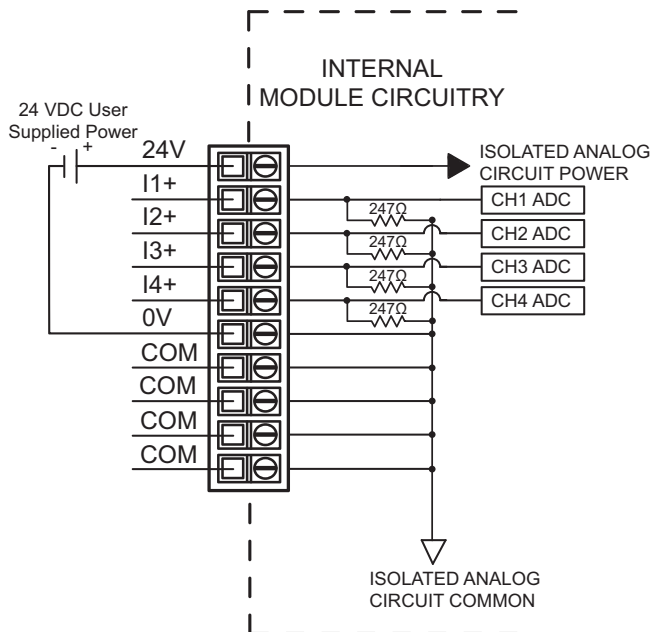 INTERNAL
MODULE CIRCUITRY
24 VDC User
Supplied Power
- +
24V
I1+
I2+
I3+
I4+
0V
COM
COM
COM
COM
ISOLATED ANALOG
CIRCUIT POWER
247Ω
CH1 ADC
247Ω
CH2 ADC
247Ω
CH3 ADC
247Ω
CH4 ADC
ISOLATED ANALOG
CIRCUIT COMMON